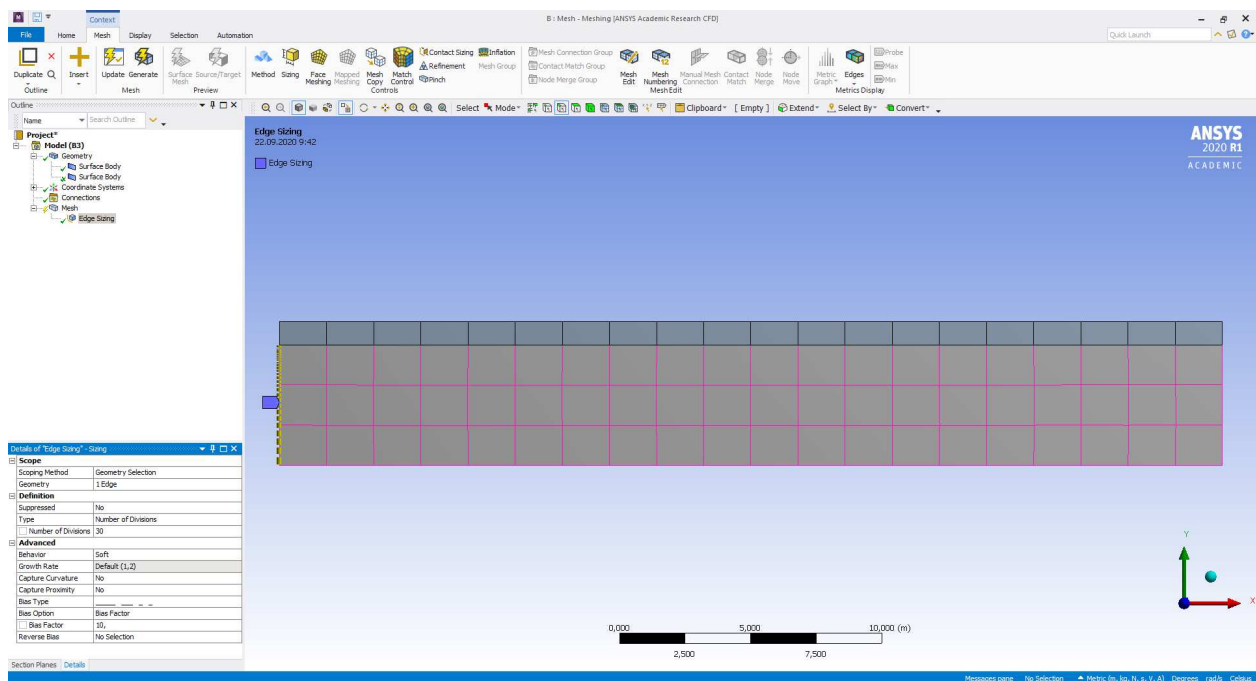 B : Mesh - Meshing [ANSYS Academic Research CFD]
Context
File Home Mesh Display Selection Automation
Quick Launch
Duplicate Q
Outline
Insert
Update Generate
Mesh
Surface Mesh
Source/Target
Preview
Method Sizing
Face Meshing
Mapped Meshing
Mesh Copy
Match Control
Contact Sizing
Refinement
Pinch
Inflation
Mesh Group
Controls
Mesh Connection Group
Contact Match Group
Node Merge Group
Mesh Edit
Mesh Numbering
Manual Mesh Connection
Contact Match
Node Merge
Node Move
Mesh Edit
Metric Graph
Edges
Probe
Max
Min
Metrics Display
Outline
Name Search Outline
Select Mode Clipboard [ Empty ] Extend Select By Convert
Project*
Model (B3)
Geometry
Surface Body
Surface Body
Coordinate Systems
Connections
Mesh
Edge Sizing
Edge Sizing
22.09.2020 9:42
Edge Sizing
ANSYS
2020 R1
ACADEMIC
Details of "Edge Sizing" - Sizing
Scope
Scoping Method Geometry Selection
Geometry 1 Edge
Definition
Suppressed No
Type Number of Divisions
Number of Divisions 30
Advanced
Behavior Soft
Growth Rate Default (1,2)
Capture Curvature No
Capture Proximity No
Bias Type
Bias Option Bias Factor
Bias Factor 10,
Reverse Bias No Selection
Section Planes Details
0,000 5,000 10,000 (m)
2,500 7,500
Y
X
Messages pane No Selection Metric (m, kg, N, s, V, A) Degrees rad/s Celsius